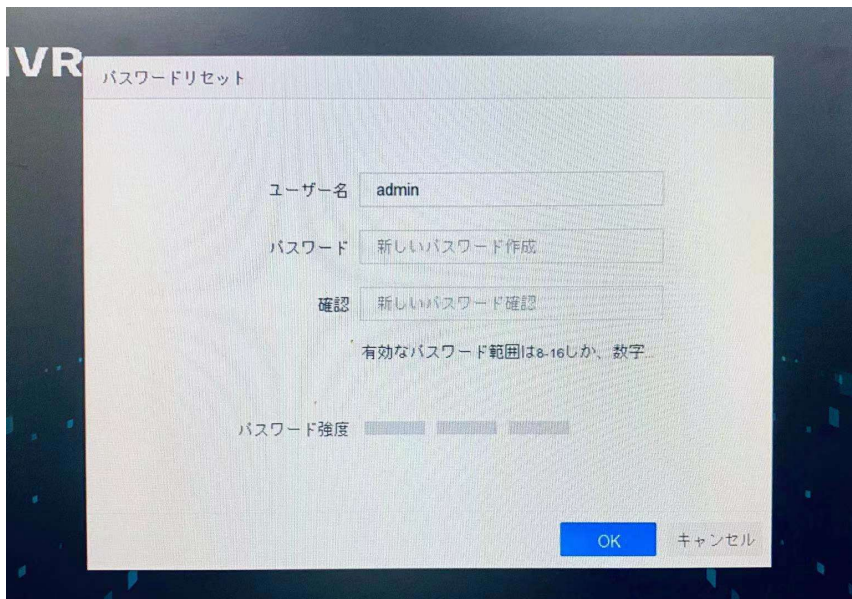 IVR
パスワードリセット
ユーザー名 admin
パスワード 新しいパスワード作成
確認 新しいパスワード確認
有効なパスワード範囲は8-16しか、数字...
パスワード強度
OK キャンセル